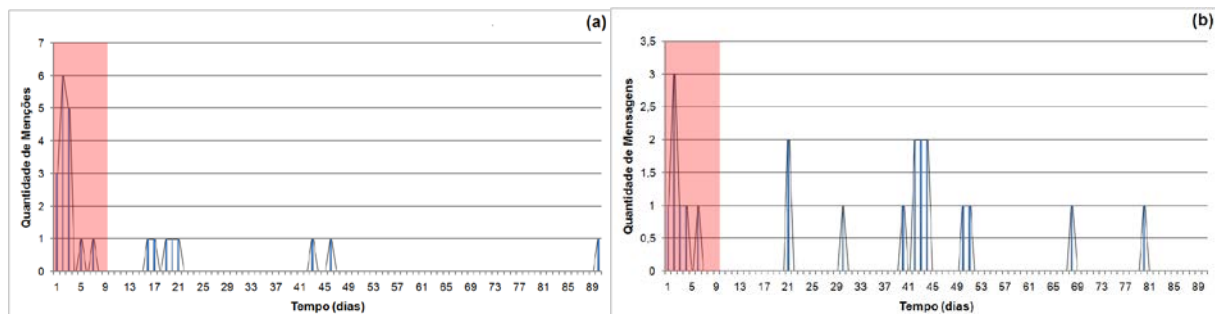 (a)
Quantidade de Menções
7
6
5
4
3
2
1
0
1 5 9 13 17 21 25 29 33 37 41 45 49 53 57 61 65 69 73 77 81 85 89
Tempo (dias)
(b)
Quantidade de Mensagens
3,5
3
2,5
2
1,5
1
0,5
0
1 5 9 13 17 21 25 29 33 37 41 45 49 53 57 61 65 69 73 77 81 85 89
Tempo (dias)